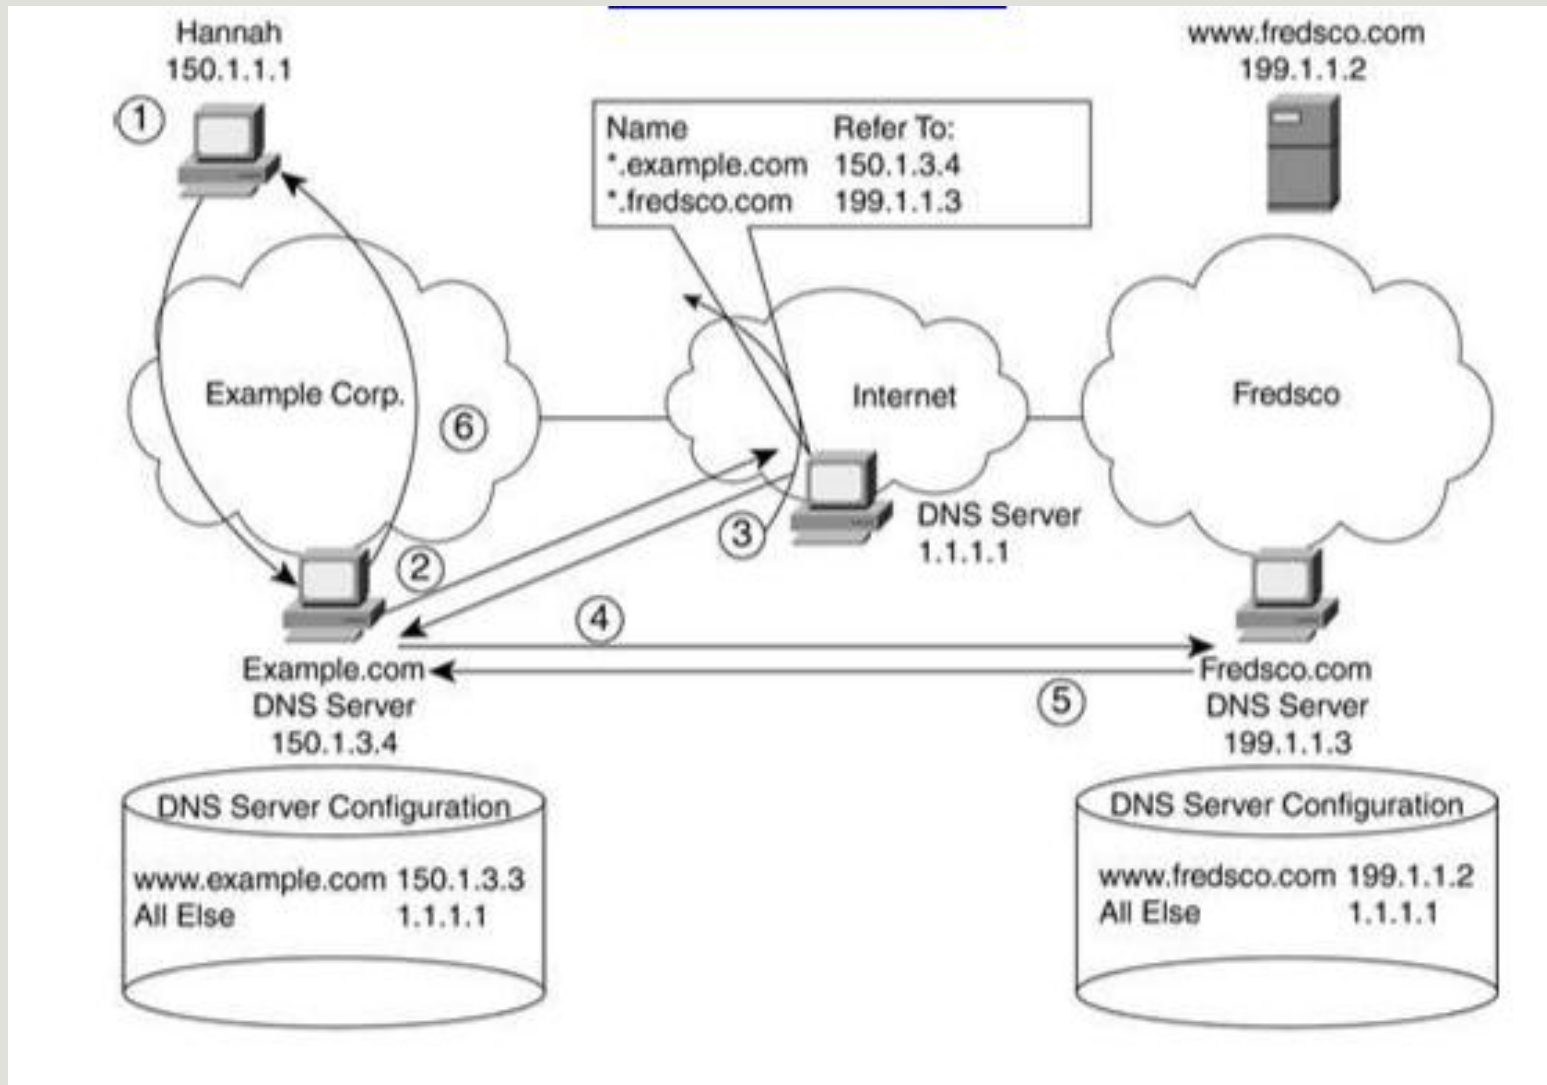 Hannah
150.1.1.1
www.fredsco.com
199.1.1.2
1
Name Refer To:
*.example.com 150.1.3.4
*.fredsco.com 199.1.1.3
Example Corp.
Internet
Fredsco
6
3
DNS Server
1.1.1.1
2
4
Example.com
DNS Server
150.1.3.4
5
Fredsco.com
DNS Server
199.1.1.3
DNS Server Configuration
www.example.com 150.1.3.3
All Else 1.1.1.1
DNS Server Configuration
www.fredsco.com 199.1.1.2
All Else 1.1.1.1